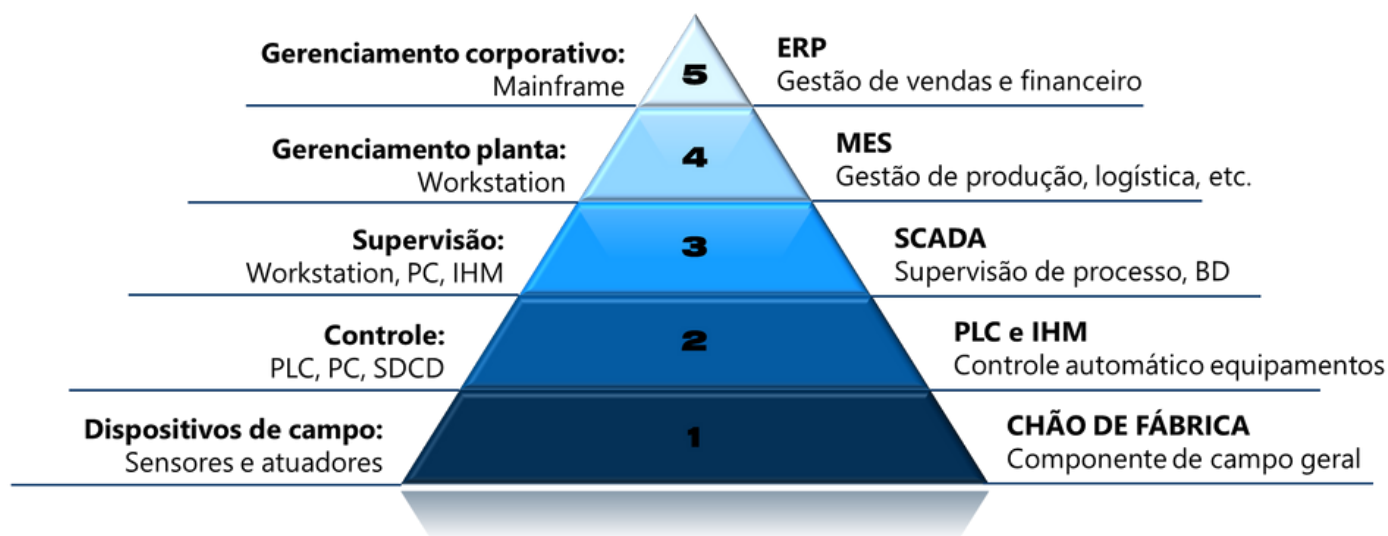 Gerenciamento corporativo:
Mainframe
5
ERP
Gestão de vendas e financeiro
Gerenciamento planta:
Workstation
4
MES
Gestão de produção, logística, etc.
Supervisão:
Workstation, PC, IHM
3
SCADA
Supervisão de processo, BD
Controle:
PLC, PC, SDCD
2
PLC e IHM
Controle automático equipamentos
Dispositivos de campo:
Sensores e atuadores
1
CHÃO DE FÁBRICA
Componente de campo geral